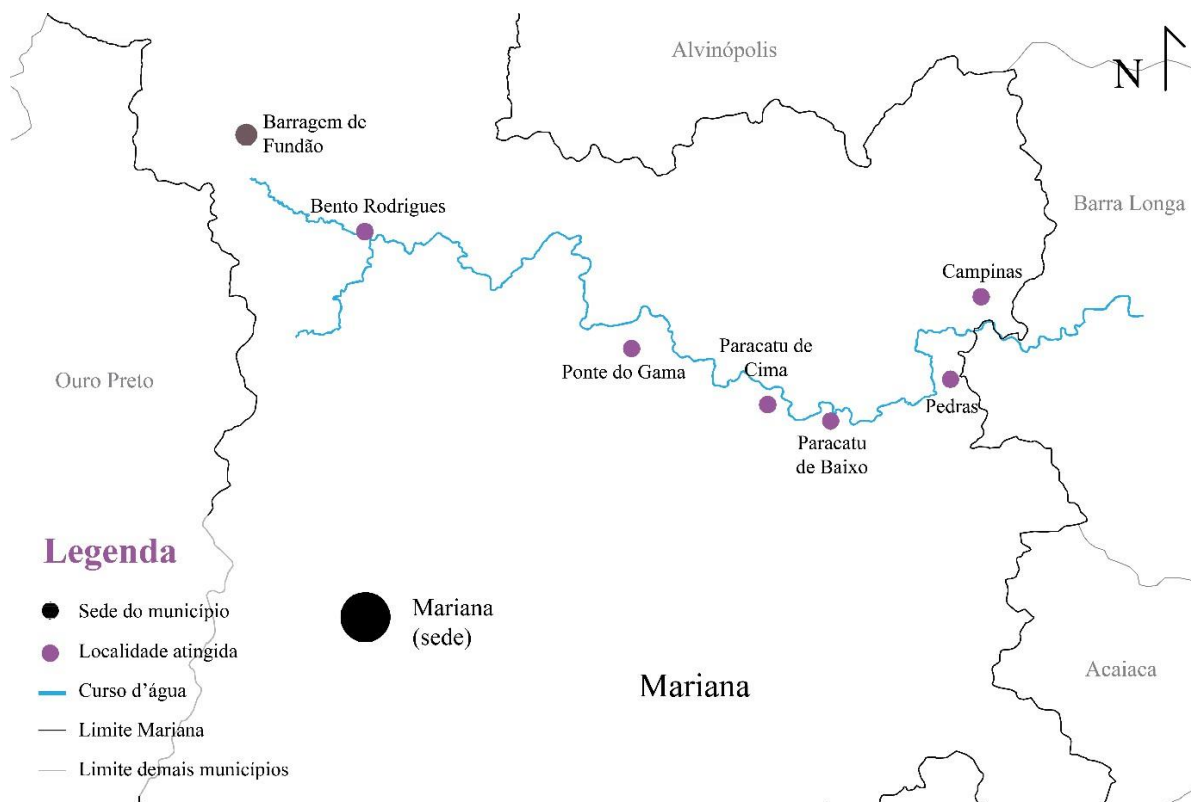 Alvinópolis
N
Barragem de
Fundão
Bento Rodrigues
Barra Longa
Campinas
Paracatu de
Cima
Ouro Preto
Ponte do Gama
Pedras
Paracatu
de Baixo
Legenda
Sede do município
Localidade atingida
Curso d'água
Limite Mariana
Limite demais municípios
Mariana
(sede)
Mariana
Acaiaca